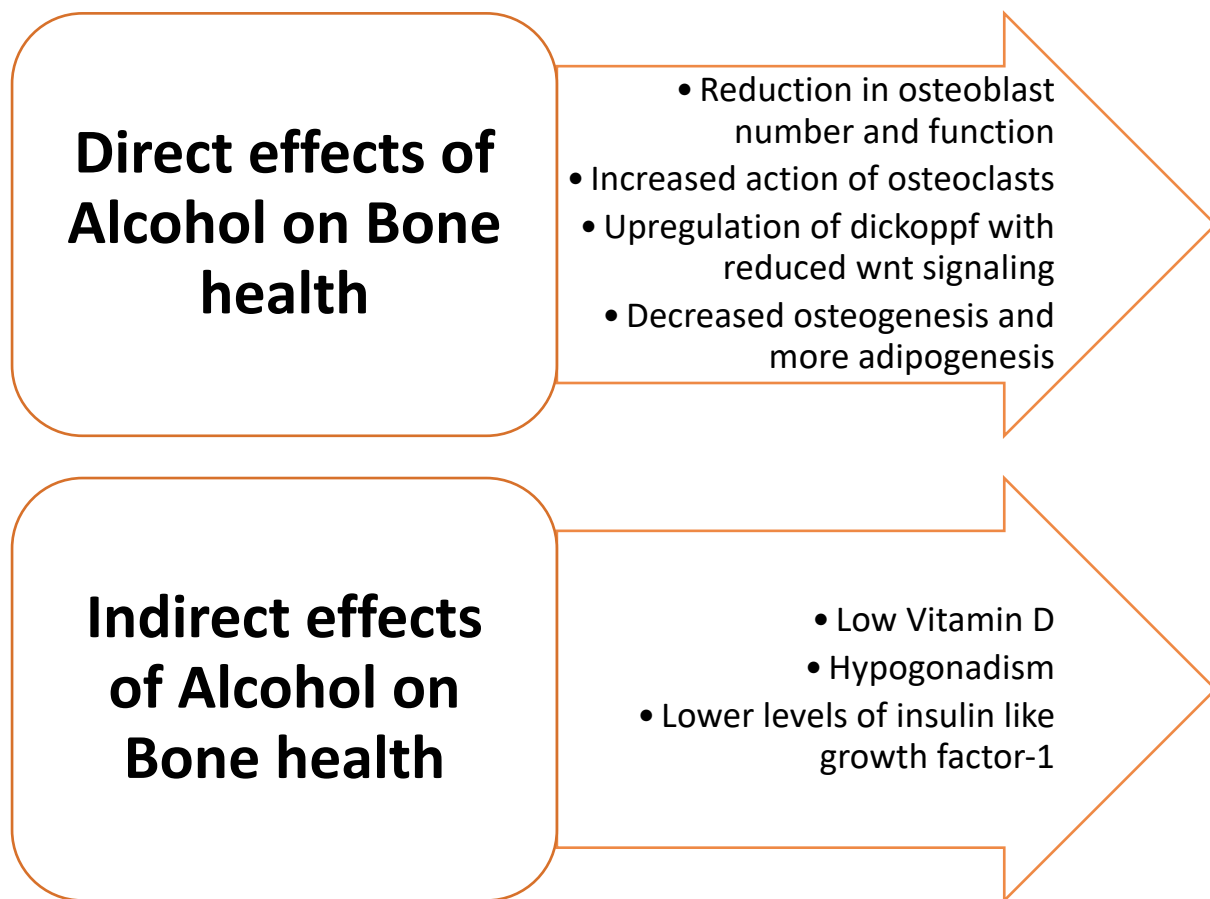 Direct effects of
Alcohol on Bone
health
• Reduction in osteoblast
number and function
• Increased action of osteoclasts
• Upregulation of dickoppf with
reduced wnt signaling
• Decreased osteogenesis and
more adipogenesis
Indirect effects
of Alcohol on
Bone health
• Low Vitamin D
• Hypogonadism
• Lower levels of insulin like
growth factor-1